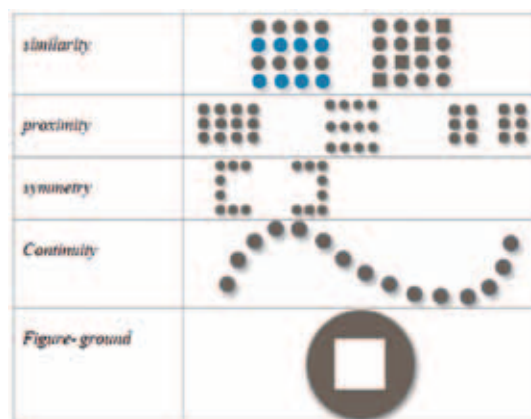 similarity
proximity
symmetry
Continuity
Figure- ground